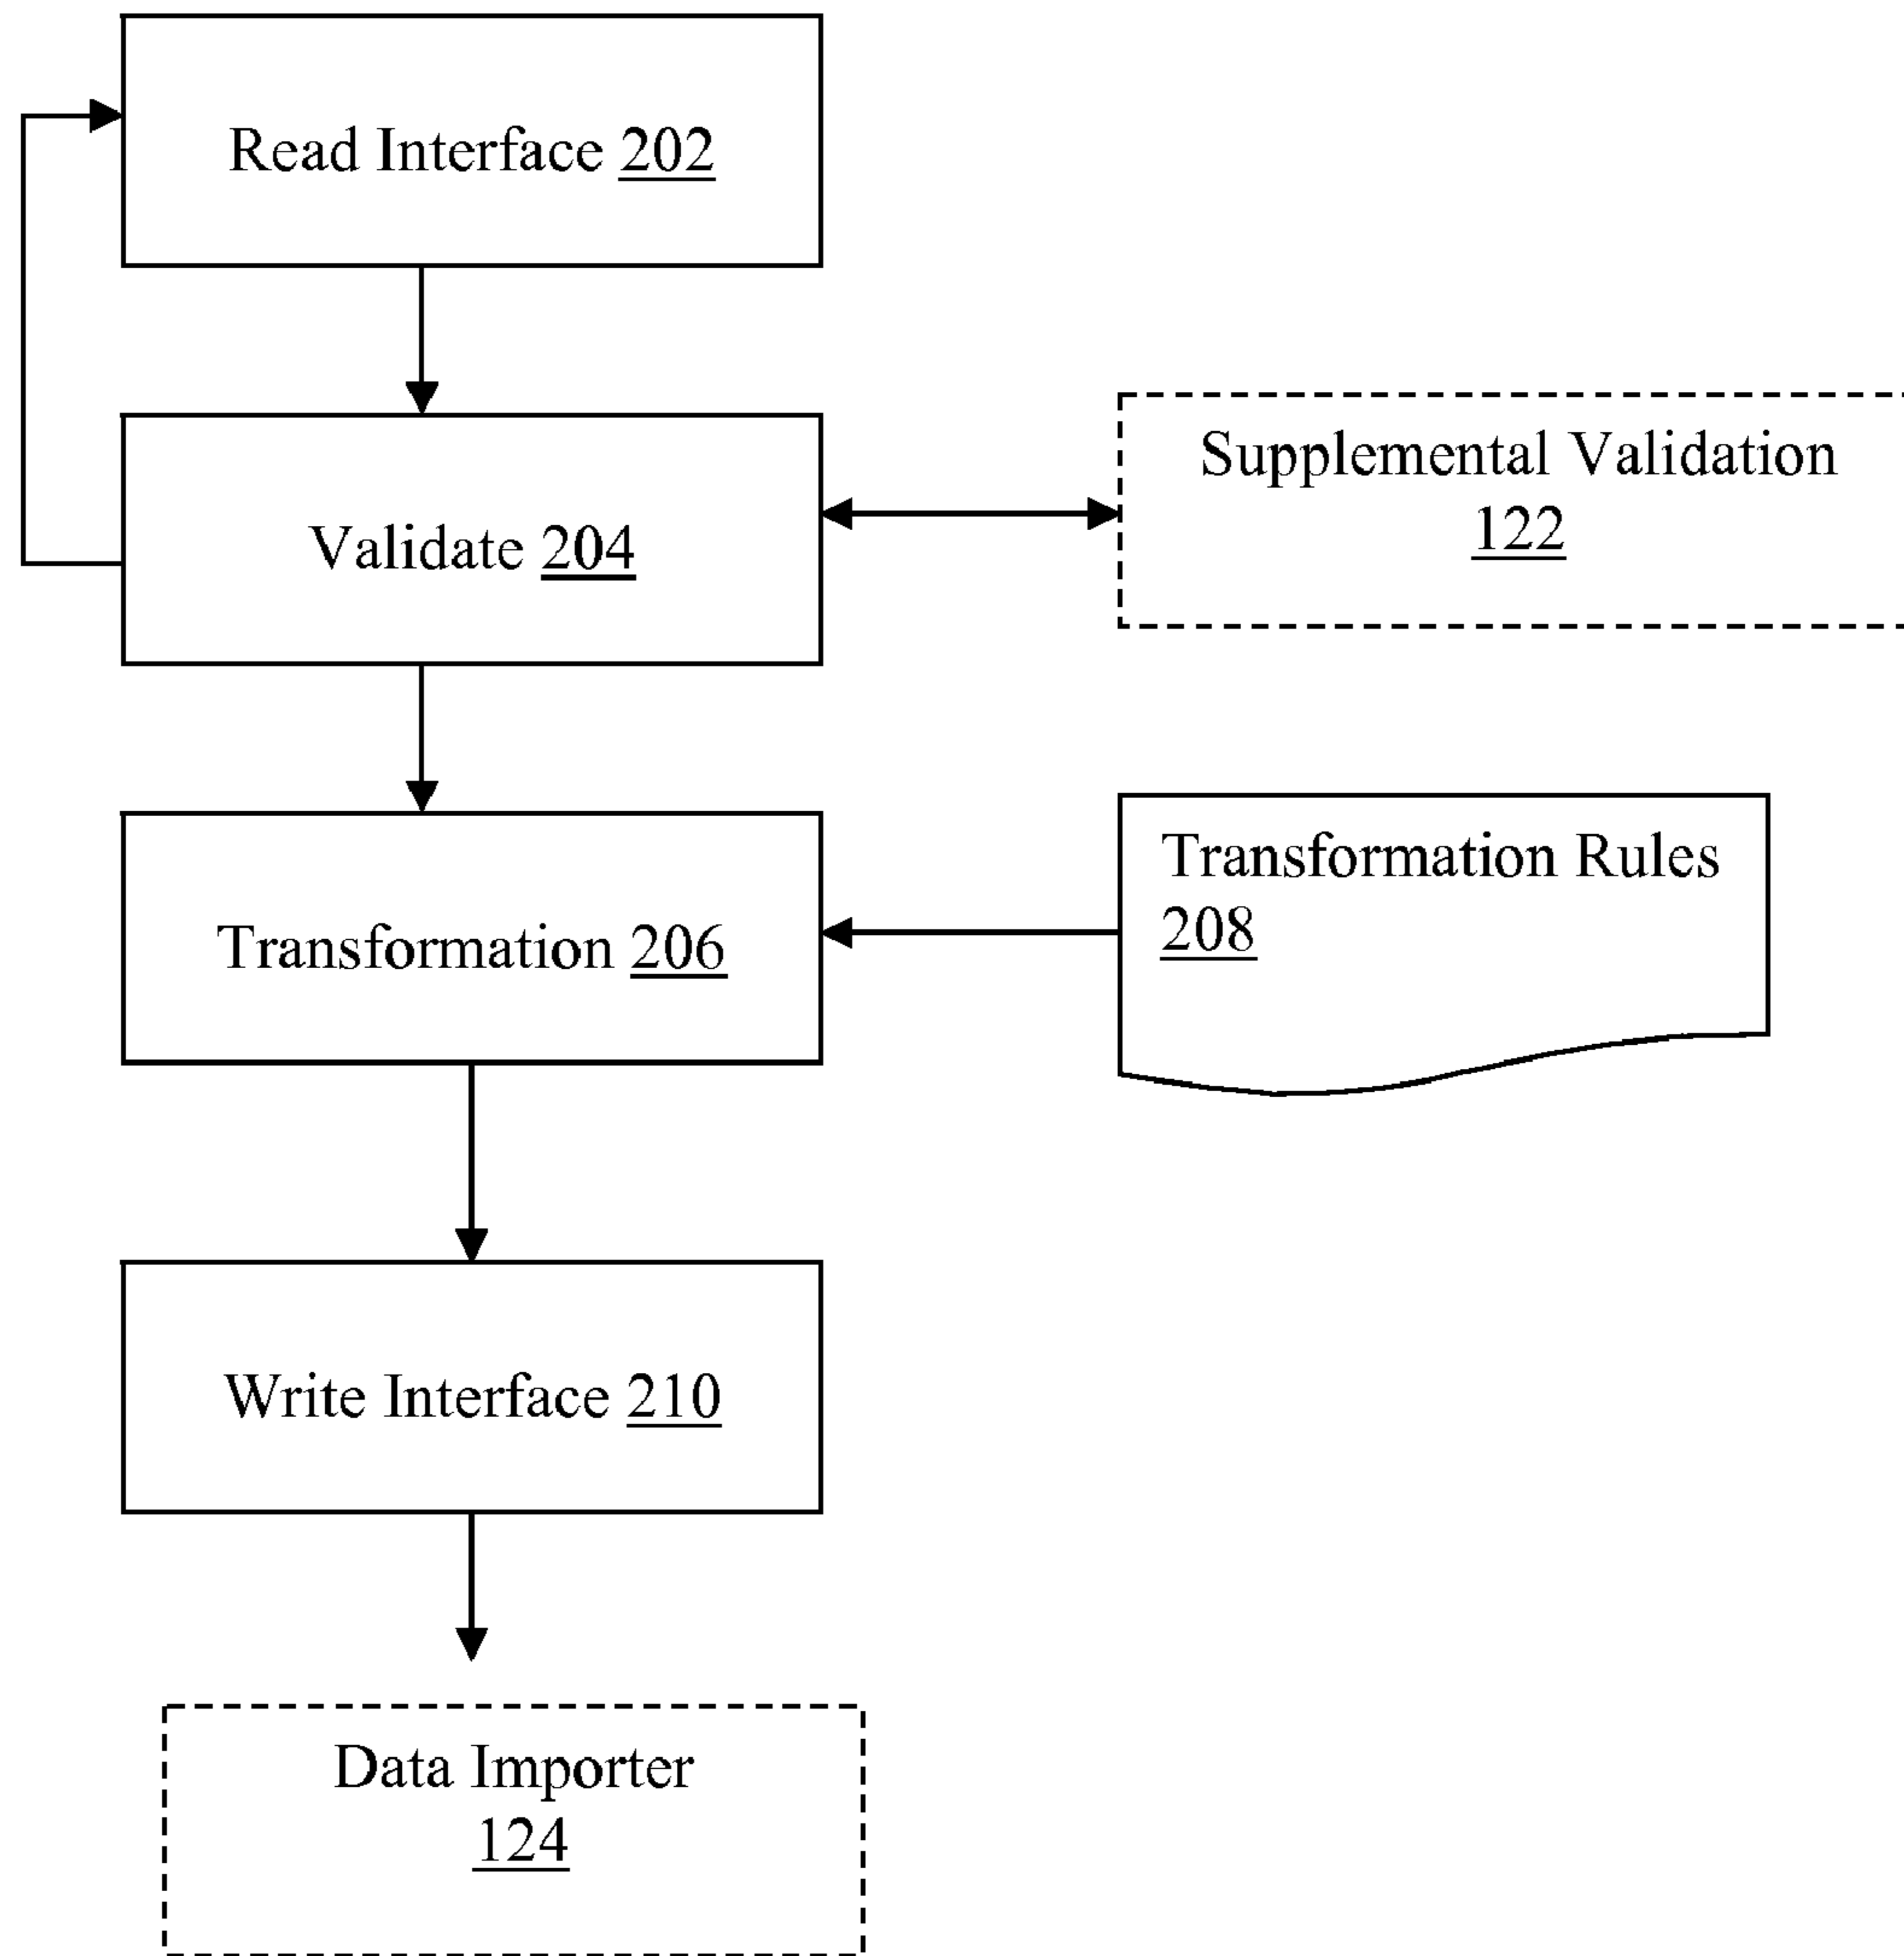 Read Interface 202
Validate 204
Supplemental Validation
122
Transformation 206
Transformation Rules
208
Write Interface 210
Data Importer
124